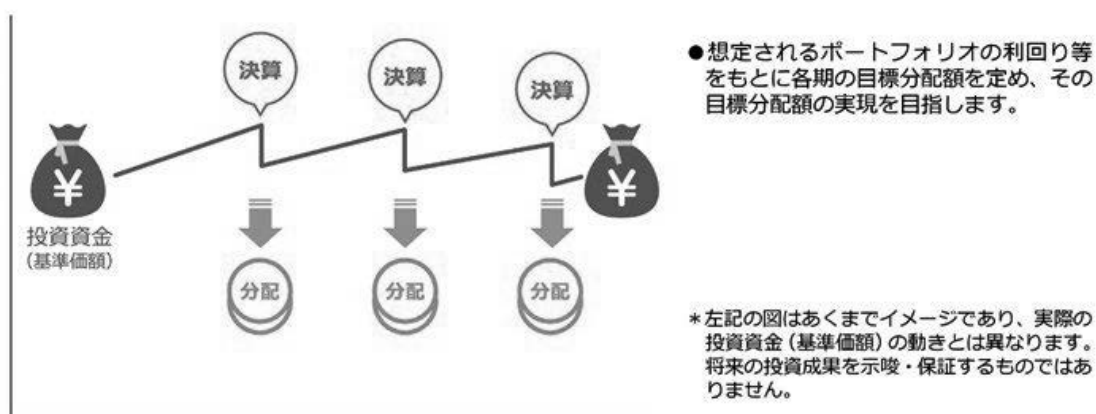 決算
決算
決算
¥
¥
投資資金
(基準価額)
分配
分配
分配
●想定されるポートフォリオの利回り等
をもとに各期の目標分配額を定め、その
目標分配額の実現を目指します。
＊左記の図はあくまでイメージであり、実際の
投資資金(基準価額)の動きとは異なります。
将来の投資成果を示唆・保証するものではあ
りません。